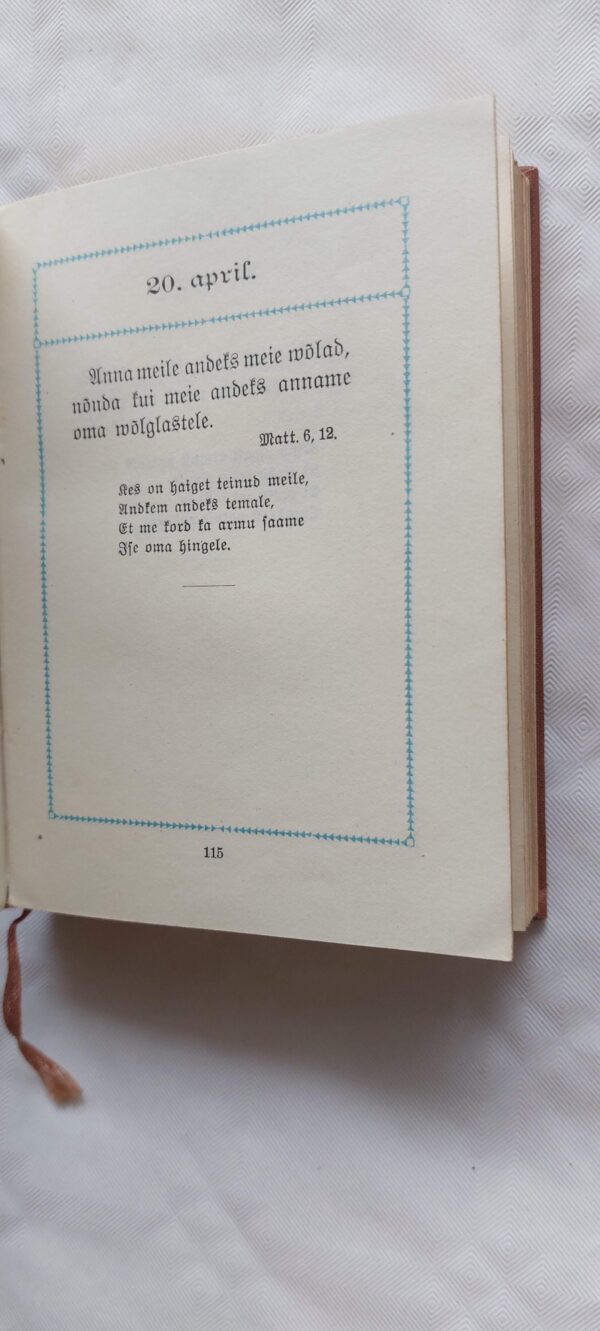 20. april.
Anna meile andeks meie wõlad,
nõnda kui meie andeks anname
oma wõlglastele.
Matt. 6, 12.
Kes on haiget teinud meile,
Andkem andeks temale,
Et me kord ka armu saame
Ise oma hingele.
115